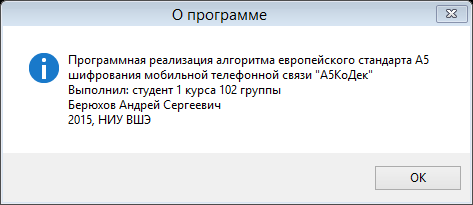 О программе
Программная реализация алгоритма европейского стандарта А5
шифрования мобильной телефонной связи "А5КоДек"
Выполнил: студент 1 курса 102 группы
Берюхов Андрей Сергеевич
2015, НИУ ВШЭ
ОК